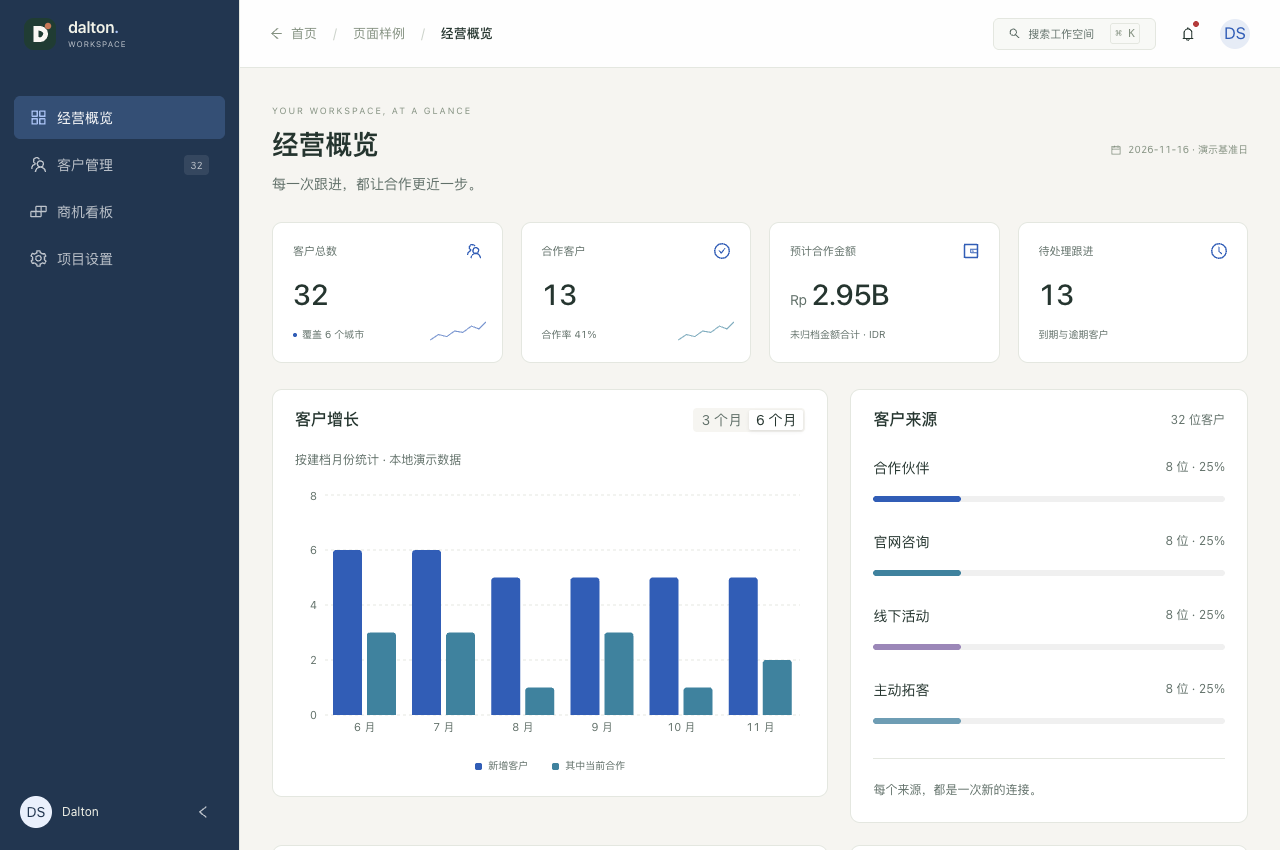 D dalton.
WORKSPACE
经营概览
客户管理 32
商机看板
项目设置
DS Dalton
首页 / 页面样例 / 经营概览
搜索工作空间 ⌘ K
DS
YOUR WORKSPACE, AT A GLANCE
经营概览
2026-11-16 · 演示基准日
每一次跟进，都让合作更近一步。
客户总数
32
覆盖 6 个城市
合作客户
13
合作率 41%
预计合作金额
Rp 2.95B
未归档金额合计 · IDR
待处理跟进
13
到期与逾期客户
客户增长
3 个月 6 个月
按建档月份统计 · 本地演示数据
8
6
4
2
0
6 月 7 月 8 月 9 月 10 月 11 月
新增客户 其中当前合作
客户来源 32 位客户
合作伙伴 8 位 · 25%
官网咨询 8 位 · 25%
线下活动 8 位 · 25%
主动拓客 8 位 · 25%
每个来源，都是一次新的连接。